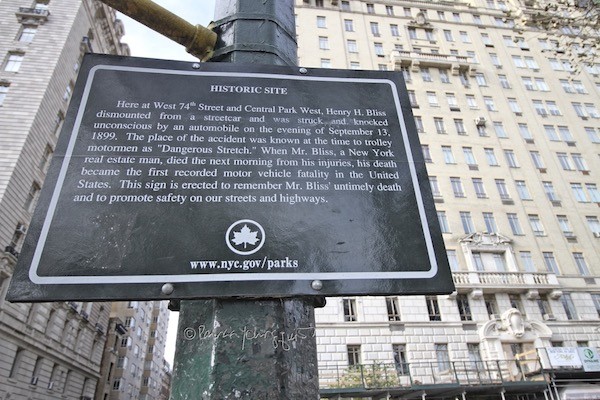 HISTORIC SITE
Here at West 74th Street and Central Park West, Henry H. Bliss
dismounted from a streetcar and was struck and knocked
unconscious by an automobile on the evening of September 13,
1899. The place of the accident was known at the time to trolley
motormen as "Dangerous Stretch." When Mr. Bliss, a New York
real estate man, died the next morning from his injuries, his death
became the first recorded motor vehicle fatality in the United
States. This sign is erected to remember Mr. Bliss' untimely death
and to promote safety on our streets and highways.
www.nyc.gov/parks